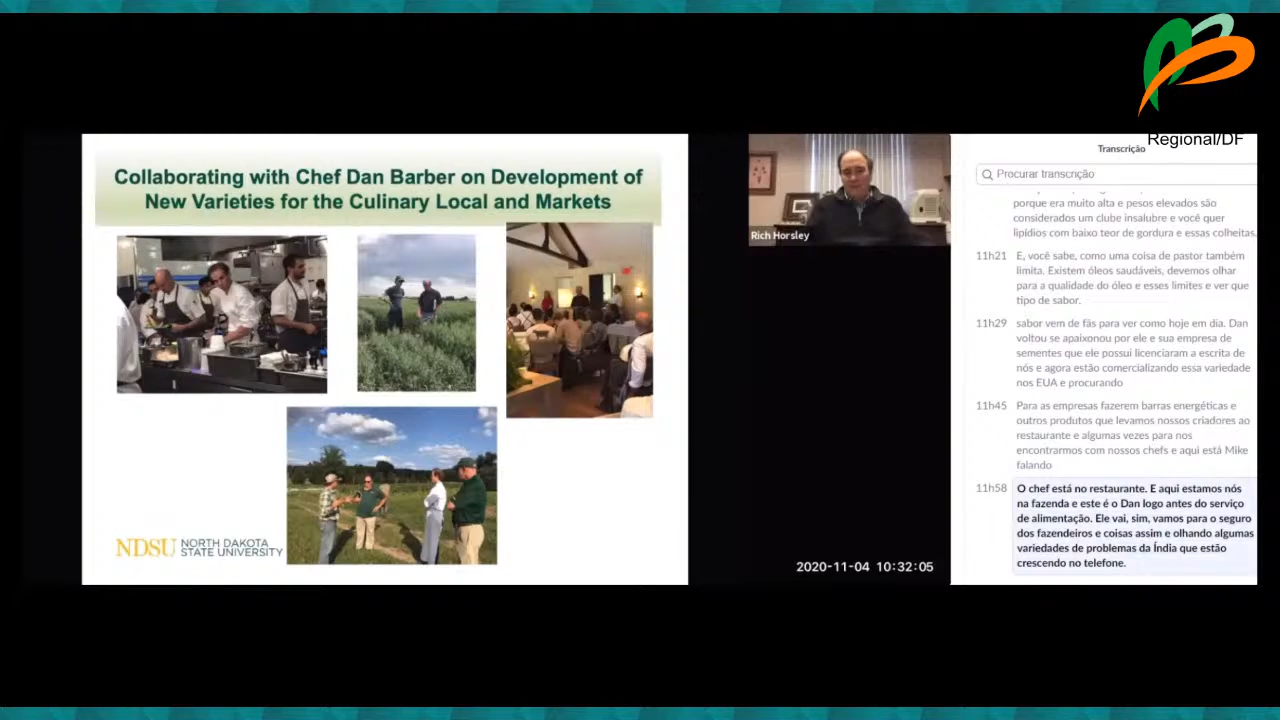 Regional/DF
Collaborating with Chef Dan Barber on Development of
New Varieties for the Culinary Local and Markets
NDSU NORTH DAKOTA
STATE UNIVERSITY
Rich Horsley
2020-11-04 10:32:05
Transcrição
Procurar transcrição
porque era muito alta e pesos elevados são
considerados um clube insalubre e você quer
lipídios com baixo teor de gordura e essas colheitas.
11h21 E, você sabe, como uma coisa de pastor também
limita. Existem óleos saudáveis, devemos olhar
para a qualidade do óleo e esses limites e ver que
tipo de sabor.
11h29 sabor vem de fãs para ver como hoje em dia. Dan
voltou se apaixonou por ele e sua empresa de
sementes que ele possui licenciaram a escrita de
nós e agora estão comercializando essa variedade
nos EUA e procurando
11h45 Para as empresas fazerem barras energéticas e
outros produtos que levamos nossos criadores ao
restaurante e algumas vezes para nos
encontrarmos com nossos chefs e aqui está Mike
falando
11h58 O chef está no restaurante. E aqui estamos nós
na fazenda e este é o Dan logo antes do serviço
de alimentação. Ele vai, sim, vamos para o seguro
dos fazendeiros e coisas assim e olhando algumas
variedades de problemas da Índia que estão
crescendo no telefone.